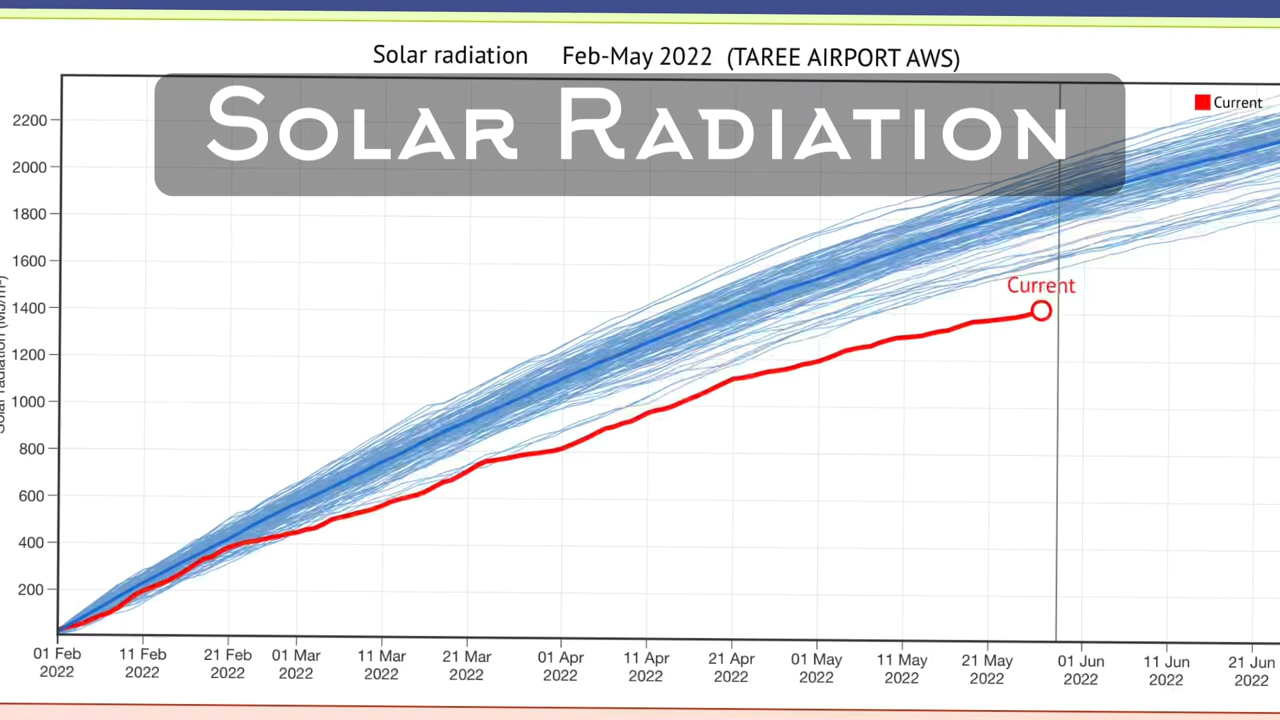 Solar radiation Feb-May 2022 (TAREE AIRPORT AWS)
SOLAR RADIATION
Current
2200
2000
1800
1600
1400
1200
1000
800
600
400
200
Current
01 Feb 2022
11 Feb 2022
21 Feb 2022
01 Mar 2022
11 Mar 2022
21 Mar 2022
01 Apr 2022
11 Apr 2022
21 Apr 2022
01 May 2022
11 May 2022
21 May 2022
01 Jun 2022
11 Jun 2022
21 Jun 2022